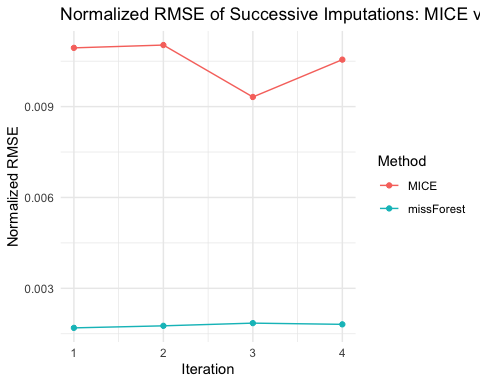 Normalized RMSE of Successive Imputations: MICE v
Normalized RMSE
0.009
0.006
0.003
1 2 3 4
Iteration
Method
MICE
missForest